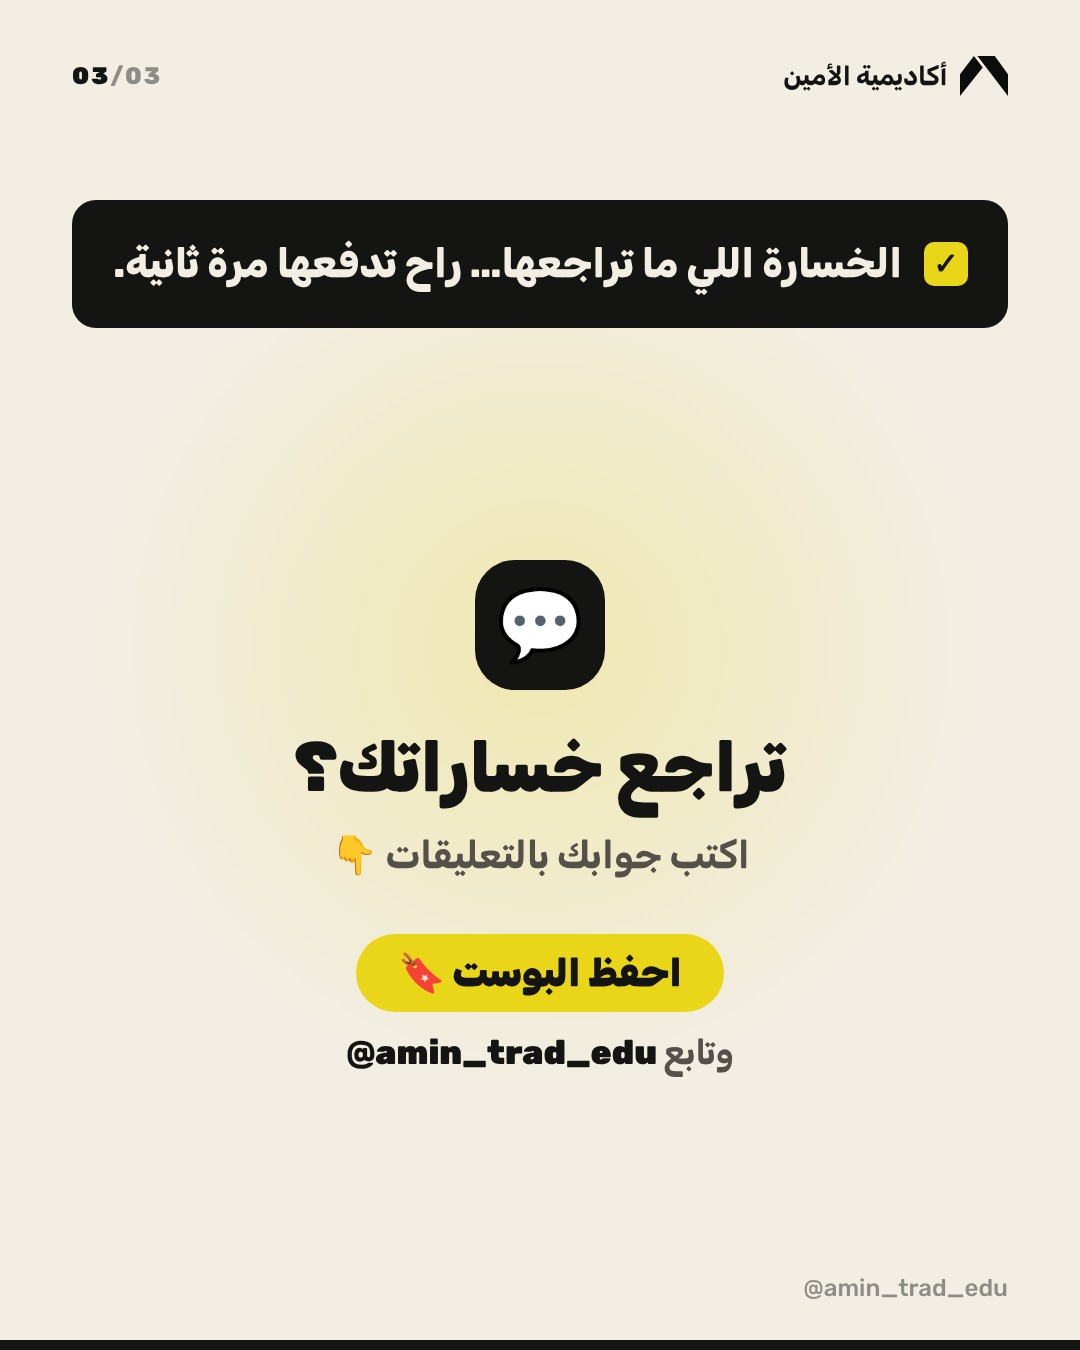 أكاديمية الأمين
03/03
✓ الخسارة اللي ما تراجعها... راح تدفعها مرة ثانية.
تراجع خساراتك؟
اكتب جوابك بالتعليقات 👇
احفظ البوست 🔖
وتابع @amin_trad_edu
@amin_trad_edu